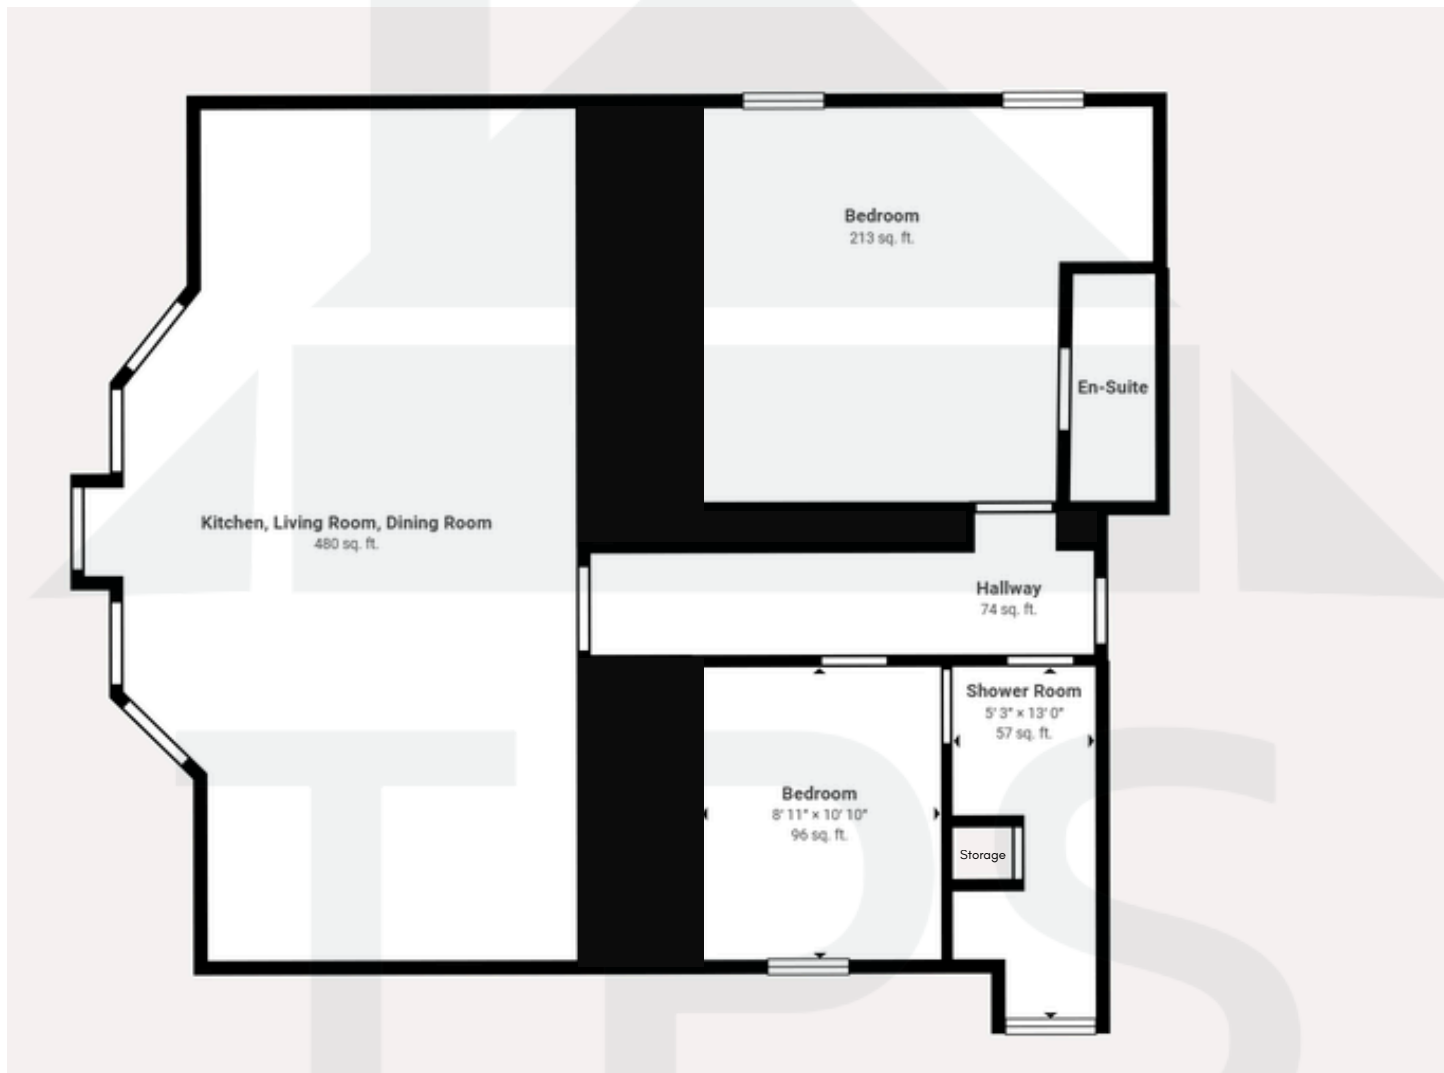 Bedroom
213 sq. ft.
En-Suite
Kitchen, Living Room, Dining Room
480 sq. ft.
Hallway
74 sq. ft.
Shower Room
5' 3" × 13' 0"
57 sq. ft.
Bedroom
8' 11" × 10' 10"
96 sq. ft.
Storage
TPS